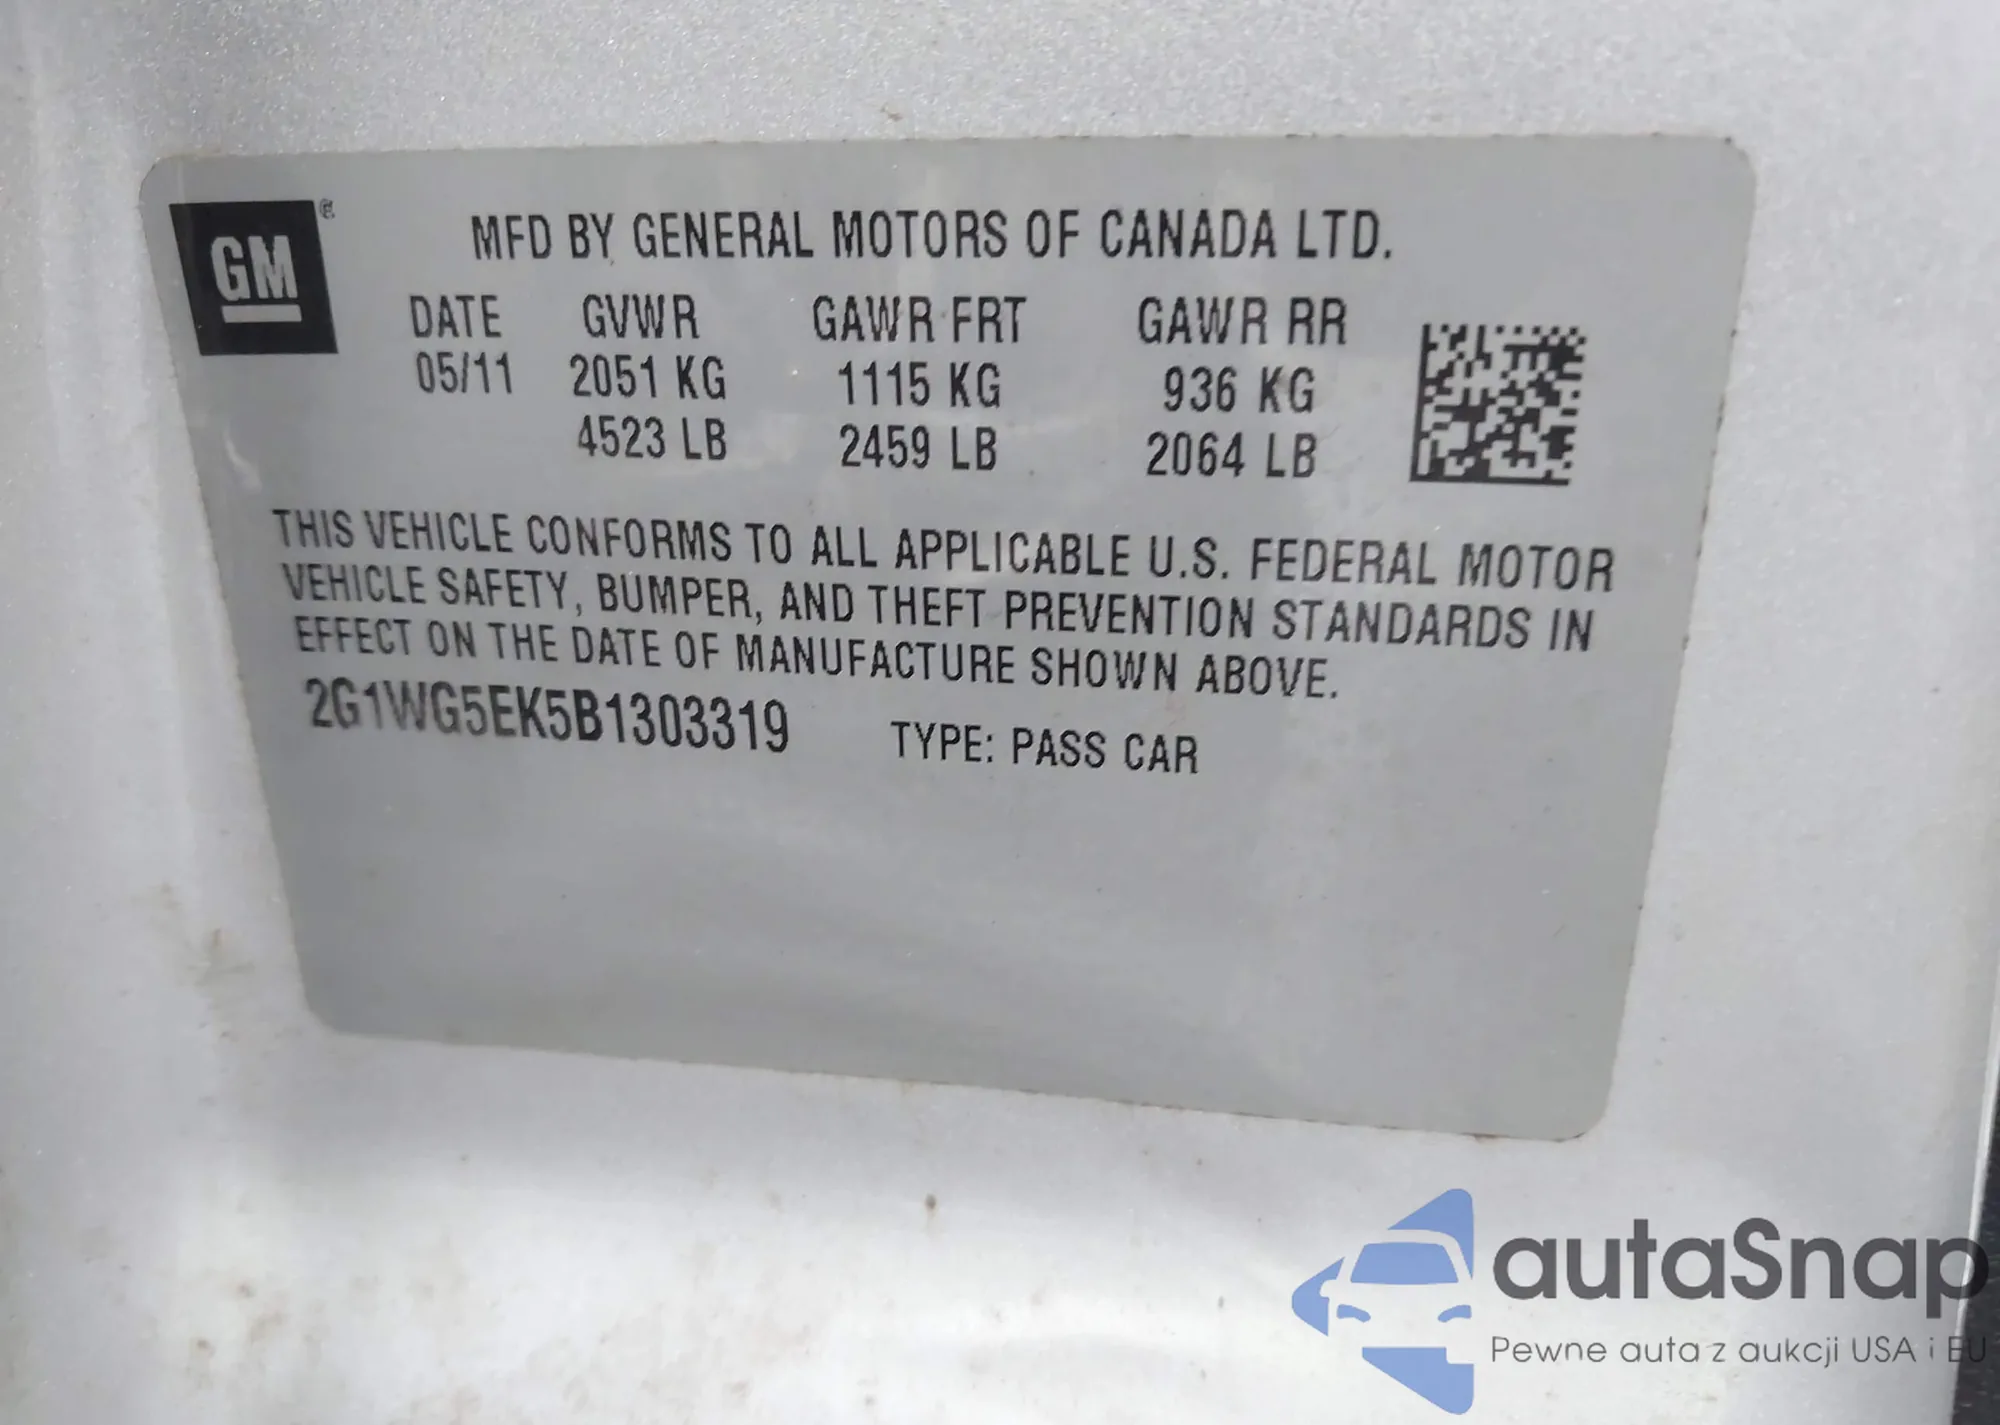 GM
MFD BY GENERAL MOTORS OF CANADA LTD.
DATE GVWR GAWR FRT GAWR RR
05/11 2051 KG 1115 KG 936 KG
4523 LB 2459 LB 2064 LB
THIS VEHICLE CONFORMS TO ALL APPLICABLE U.S. FEDERAL MOTOR
VEHICLE SAFETY, BUMPER, AND THEFT PREVENTION STANDARDS IN
EFFECT ON THE DATE OF MANUFACTURE SHOWN ABOVE.
2G1WG5EK5B1303319 TYPE: PASS CAR
autaSnap
Pewne auta z aukcji USA i EU